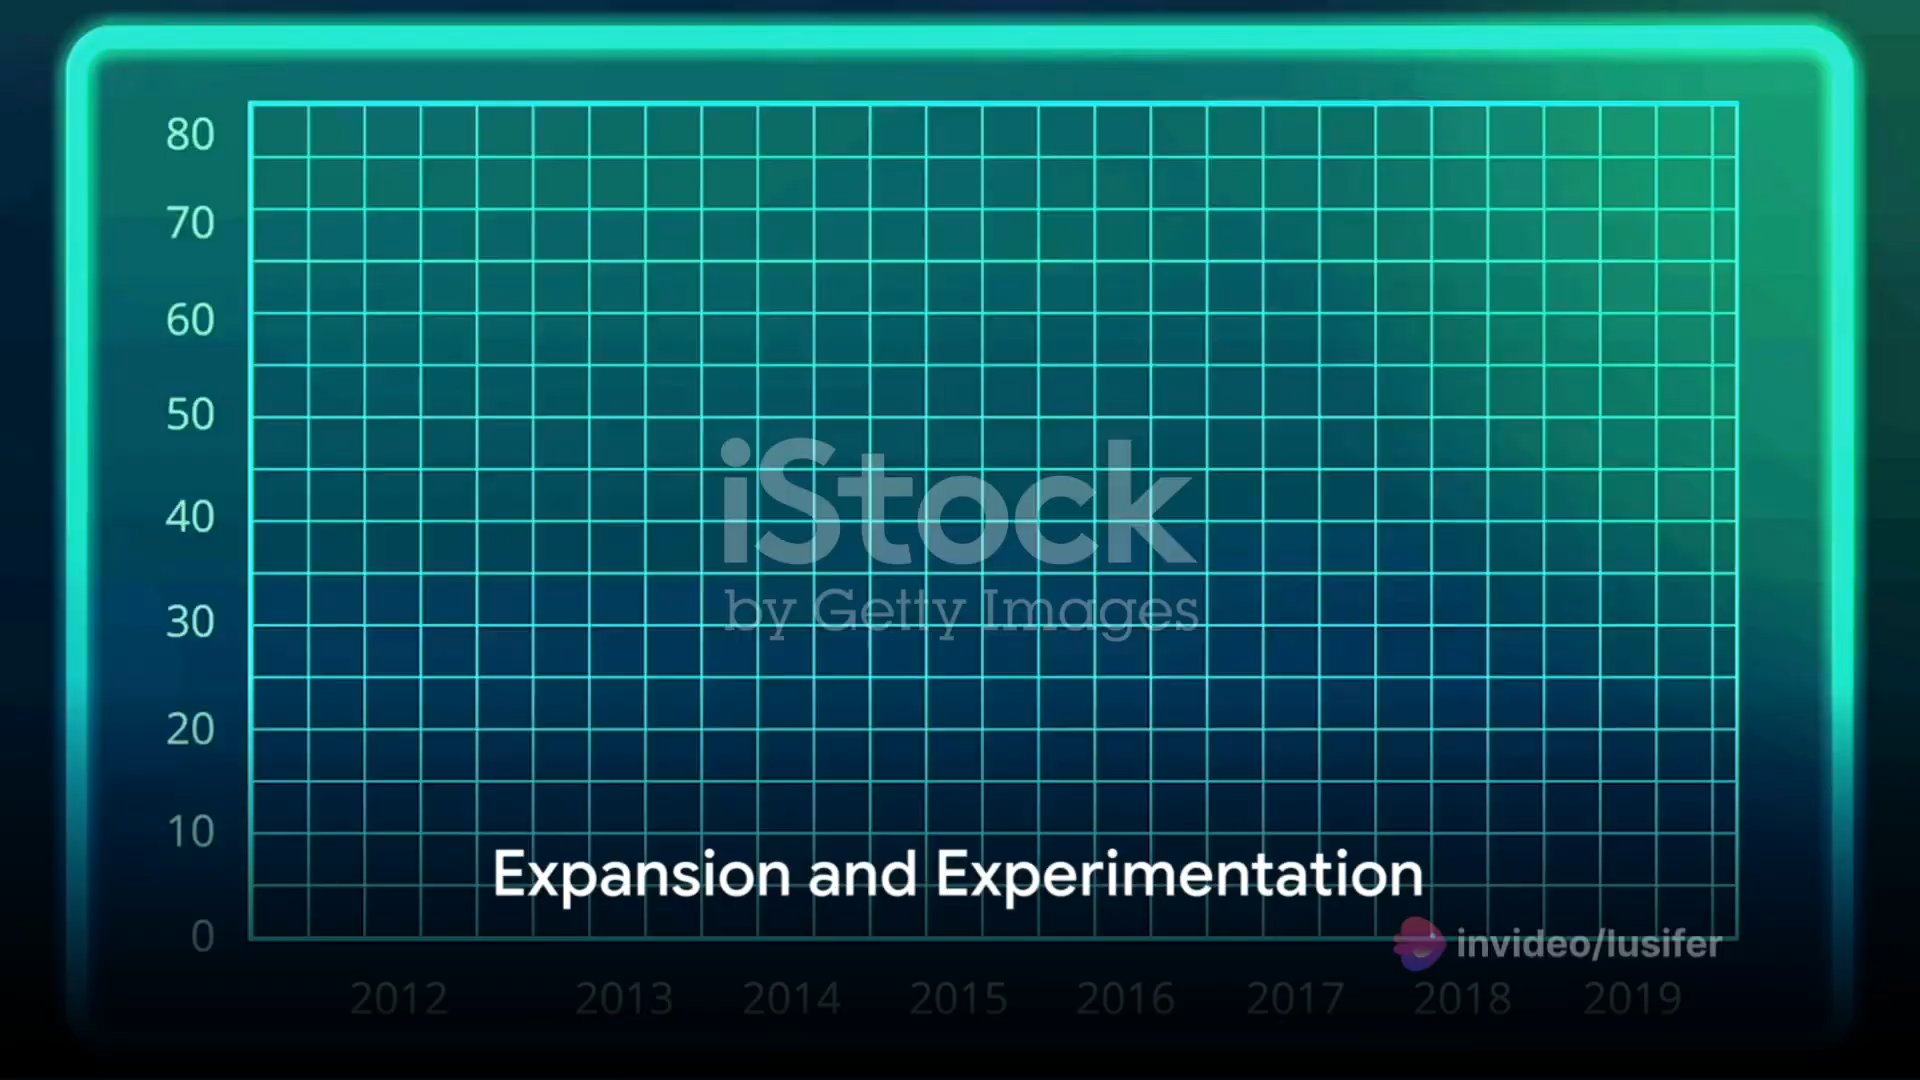 80
70
60
50
40
30
20
10
0
iStock
by Getty Images
Expansion and Experimentation
invideo/lusifer
2012 2013 2014 2015 2016 2017 2018 2019